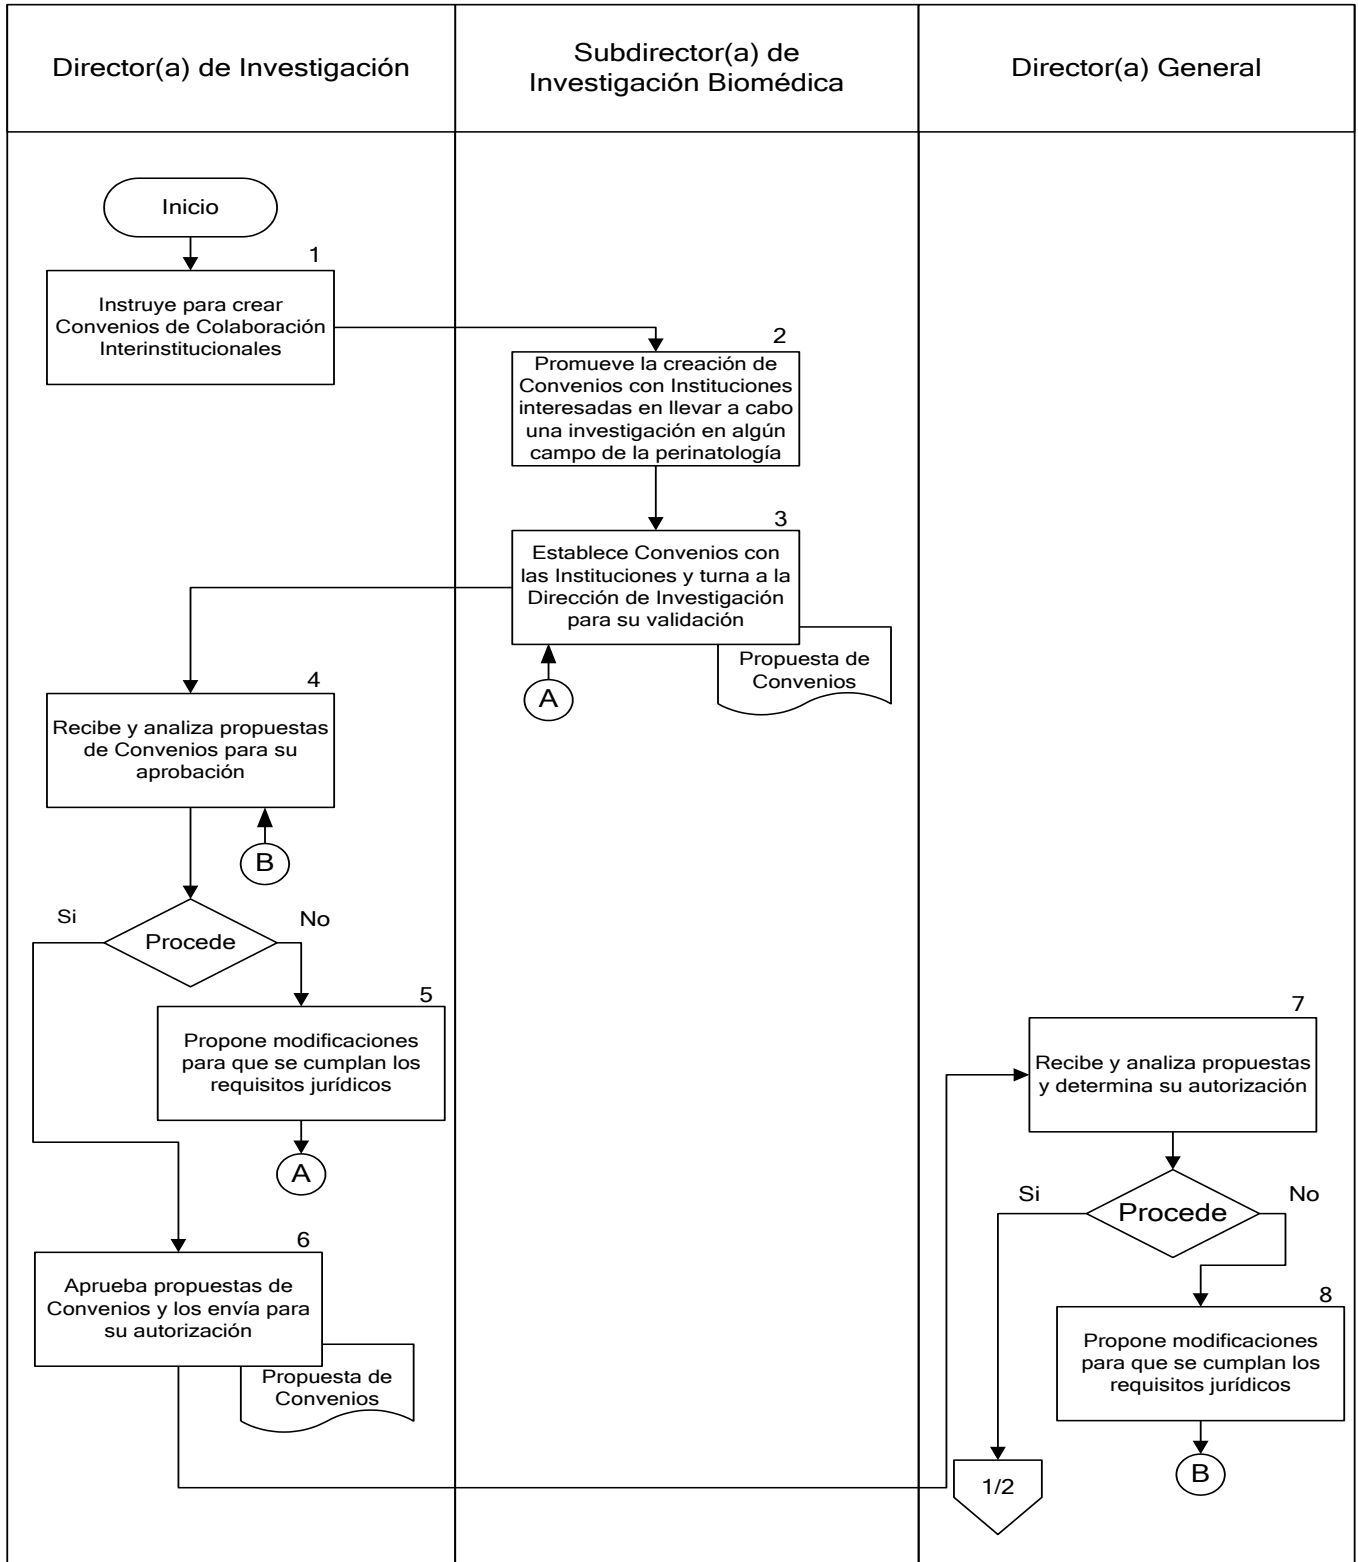 Director(a) de Investigación
Subdirector(a) de
Investigación Biomédica
Director(a) General
Inicio
1
Instruye para crear
Convenios de Colaboración
Interinstitucionales
2
Promueve la creación de
Convenios con Instituciones
interesadas en llevar a cabo
una investigación en algún
campo de la perinatología
3
Establece Convenios con
las Instituciones y turna a la
Dirección de Investigación
para su validación
Propuesta de
Convenios
A
4
Recibe y analiza propuestas
de Convenios para su
aprobación
B
Si
No
Procede
5
Propone modificaciones
para que se cumplan los
requisitos jurídicos
A
6
Aprueba propuestas de
Convenios y los envía para
su autorización
Propuesta de
Convenios
7
Recibe y analiza propuestas
y determina su autorización
Si
No
Procede
8
Propone modificaciones
para que se cumplan los
requisitos jurídicos
B
1/2